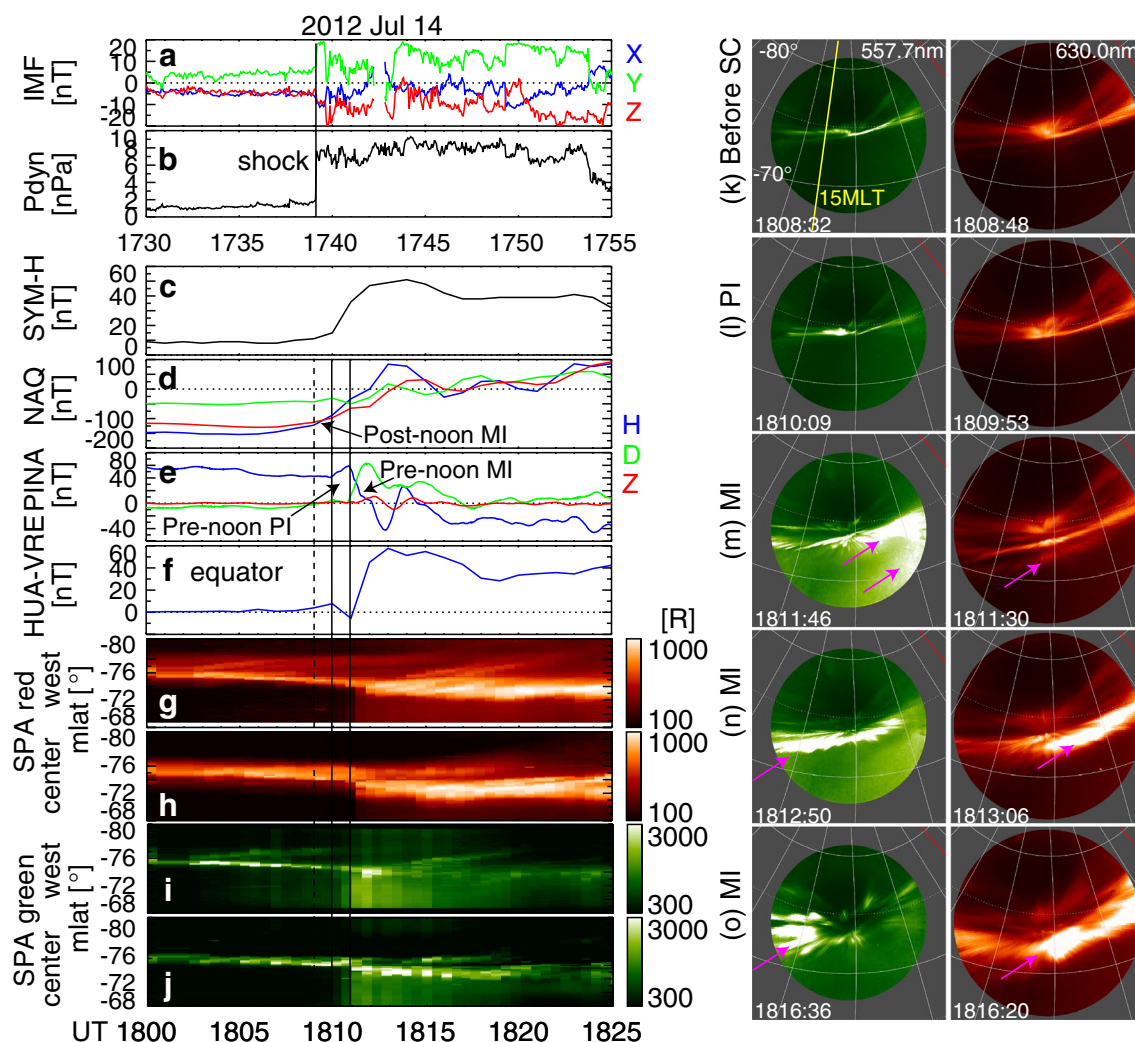 2012 Jul 14
IMF
[nT]
20
10
0
-10
-20
a
X
Y
Z
Pdyn
[nPa]
10
8
6
4
2
0
b
shock
1730
1735
1740
1745
1750
1755
SYM-H
[nT]
60
40
20
0
c
NAQ
[nT]
100
0
-100
-200
d
Post-noon MI
HUA-VREPINA
[nT]
[nT]
80
40
0
-40
e
Pre-noon MI
Pre-noon PI
H
D
Z
60
40
20
0
f
equator
SPA red
center west
mlat [°]
-80
-76
-72
-68
g
-80
-76
-72
-68
h
[R]
1000
100
1000
100
SPA green
center west
mlat [°]
-80
-76
-72
-68
i
-80
-76
-72
-68
j
3000
300
3000
300
UT 1800
1805
1810
1815
1820
1825
(k) Before SC
-80°
557.7nm
-70°
15MLT
1808:32
630.0nm
1808:48
(l) PI
1810:09
1809:53
(m) MI
1811:46
1811:30
(n) MI
1812:50
1813:06
(o) MI
1816:36
1816:20